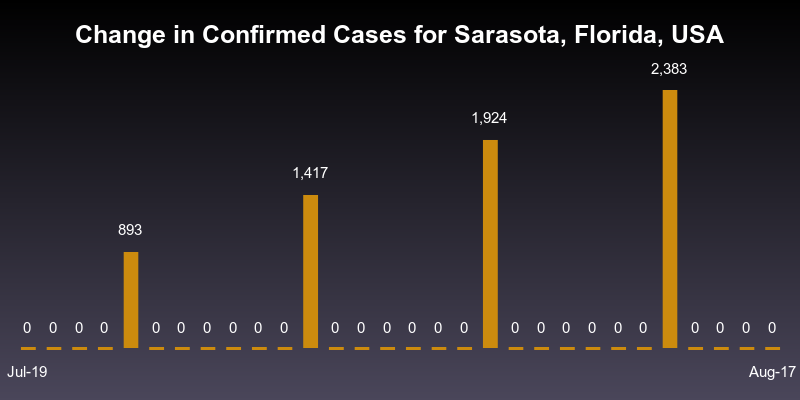 Change in Confirmed Cases for Sarasota, Florida, USA
2,383
1,924
1,417
893
0 0 0 0 0 0 0 0 0 0 0 0 0 0 0 0 0 0 0 0 0 0 0 0 0 0
Jul-19 Aug-17